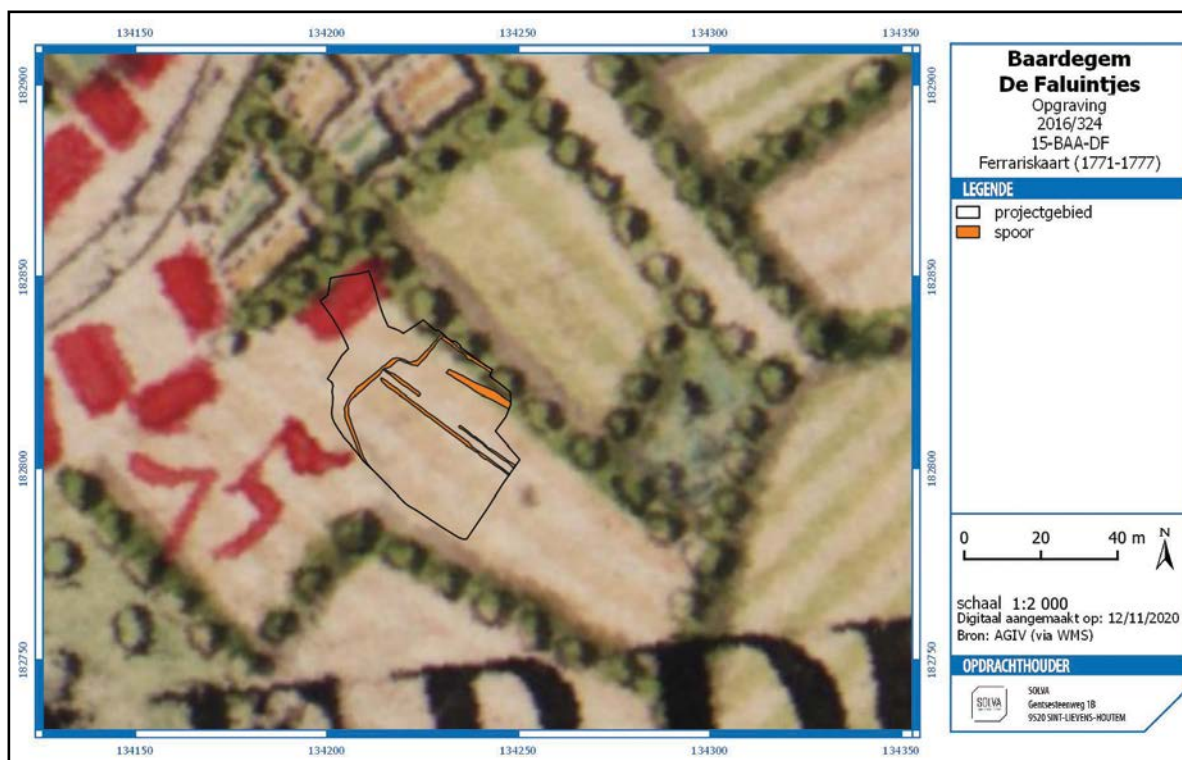 134150 134200 134250 134300 134350
182900 182900
182850 182850
182800 182800
182750 182750
134150 134200 134250 134300 134350
Baardegem
De Faluintjes
Opgraving
2016/324
15-BAA-DF
Ferrariskaart (1771-1777)
LEGENDE
projectgebied
spoor
0 20 40 m
N
schaal 1:2 000
Digitaal aangemaakt op: 12/11/2020
Bron: AGIV (via WMS)
OPDRACHTHOUDER
SOLVA
SOLVA
Gentsesteenweg 1B
9520 SINT-LIEVENS-HOUTEM